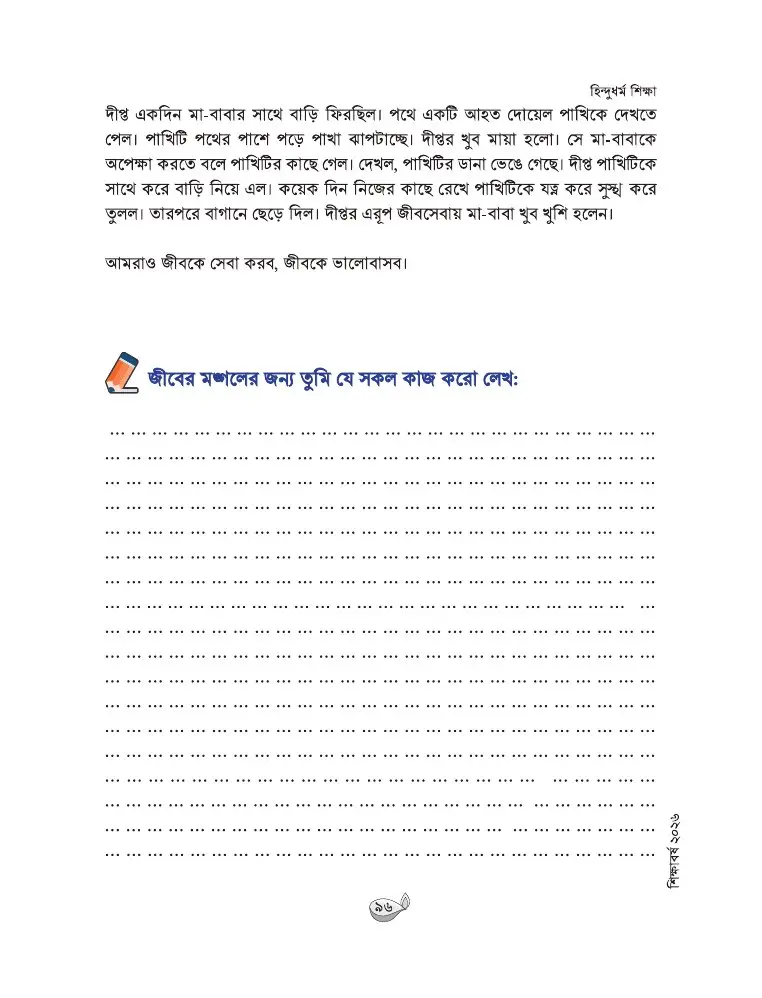 হিন্দুধর্ম শিক্ষা
দীপ্ত একদিন মা-বাবার সাথে বাড়ি ফিরছিল। পথে একটি আহত দোয়েল পাখিকে দেখতে
পেল। পাখিটি পথের পাশে পড়ে পাখা ঝাপটাচ্ছে। দীপ্তর খুব মায়া হলো। সে মা-বাবাকে
অপেক্ষা করতে বলে পাখিটির কাছে গেল। দেখল, পাখিটির ডানা ভেঙে গেছে। দীপ্ত পাখিটিকে
সাথে করে বাড়ি নিয়ে এল। কয়েক দিন নিজের কাছে রেখে পাখিটিকে যত্ন করে সুস্থ করে
তুলল। তারপরে বাগানে ছেড়ে দিল। দীপ্তর এরূপ জীবসেবায় মা-বাবা খুব খুশি হলেন।
আমরাও জীবকে সেবা করব, জীবকে ভালোবাসব।
জীবের মঙ্গলের জন্য তুমি যে সকল কাজ করো লেখ:
শিক্ষাবর্ষ ২০২৬
৯৬